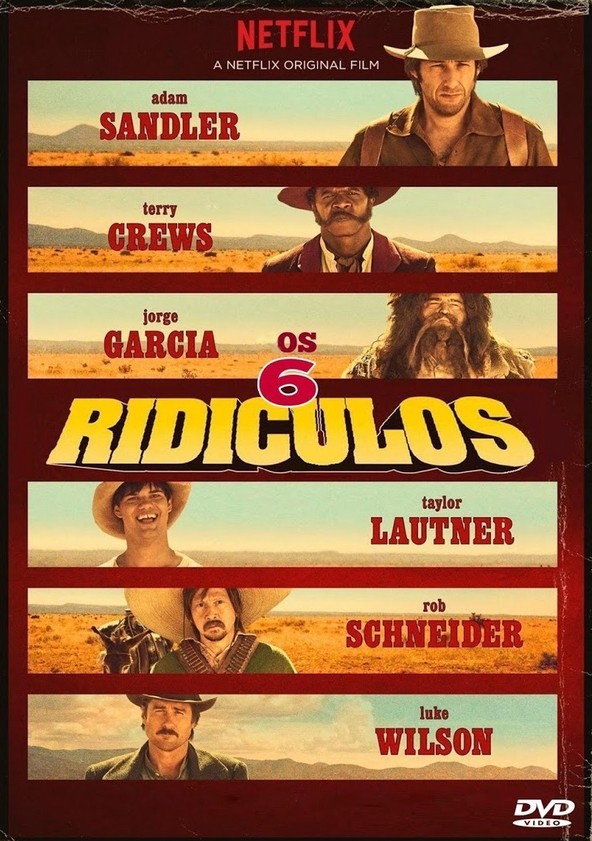 NETFLIX
A NETFLIX ORIGINAL FILM
adam
SANDLER
terry
CREWS
jorge
GARCIA
OS
6
RIDICULOS
taylor
LAUTNER
rob
SCHNEIDER
luke
WILSON
DVD
VIDEO